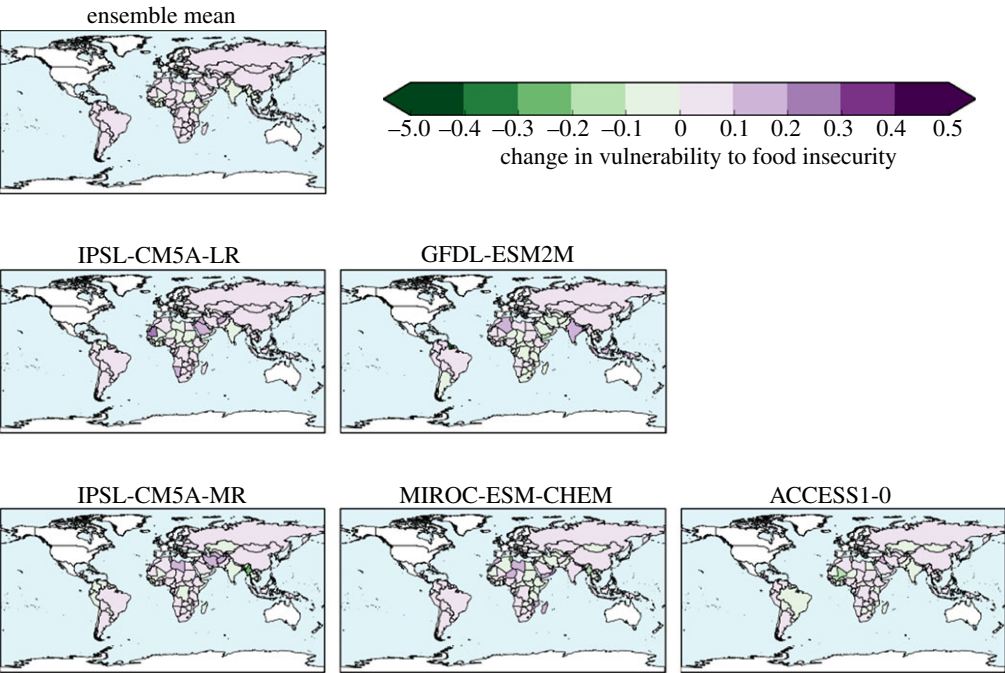 ensemble mean
–5.0 –0.4 –0.3 –0.2 –0.1 0 0.1 0.2 0.3 0.4 0.5
change in vulnerability to food insecurity
IPSL-CM5A-LR GFDL-ESM2M
IPSL-CM5A-MR MIROC-ESM-CHEM ACCESS1-0